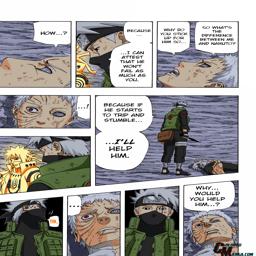 SO WHAT'S
THE
DIFFERENCE
BETWEEN ME
AND NARUTO?
WHY DO
YOU STICK
UP FOR
HIM SO...
BECAUSE
...I CAN
ATTEST
THAT HE
WON'T
FAIL AS
MUCH AS
YOU.
HOW...?
BECAUSE IF
HE STARTS
TO TRIP AND
STUMBLE...
...I'LL
HELP
HIM.
...!
WHY...
WOULD
YOU HELP
HIM...?